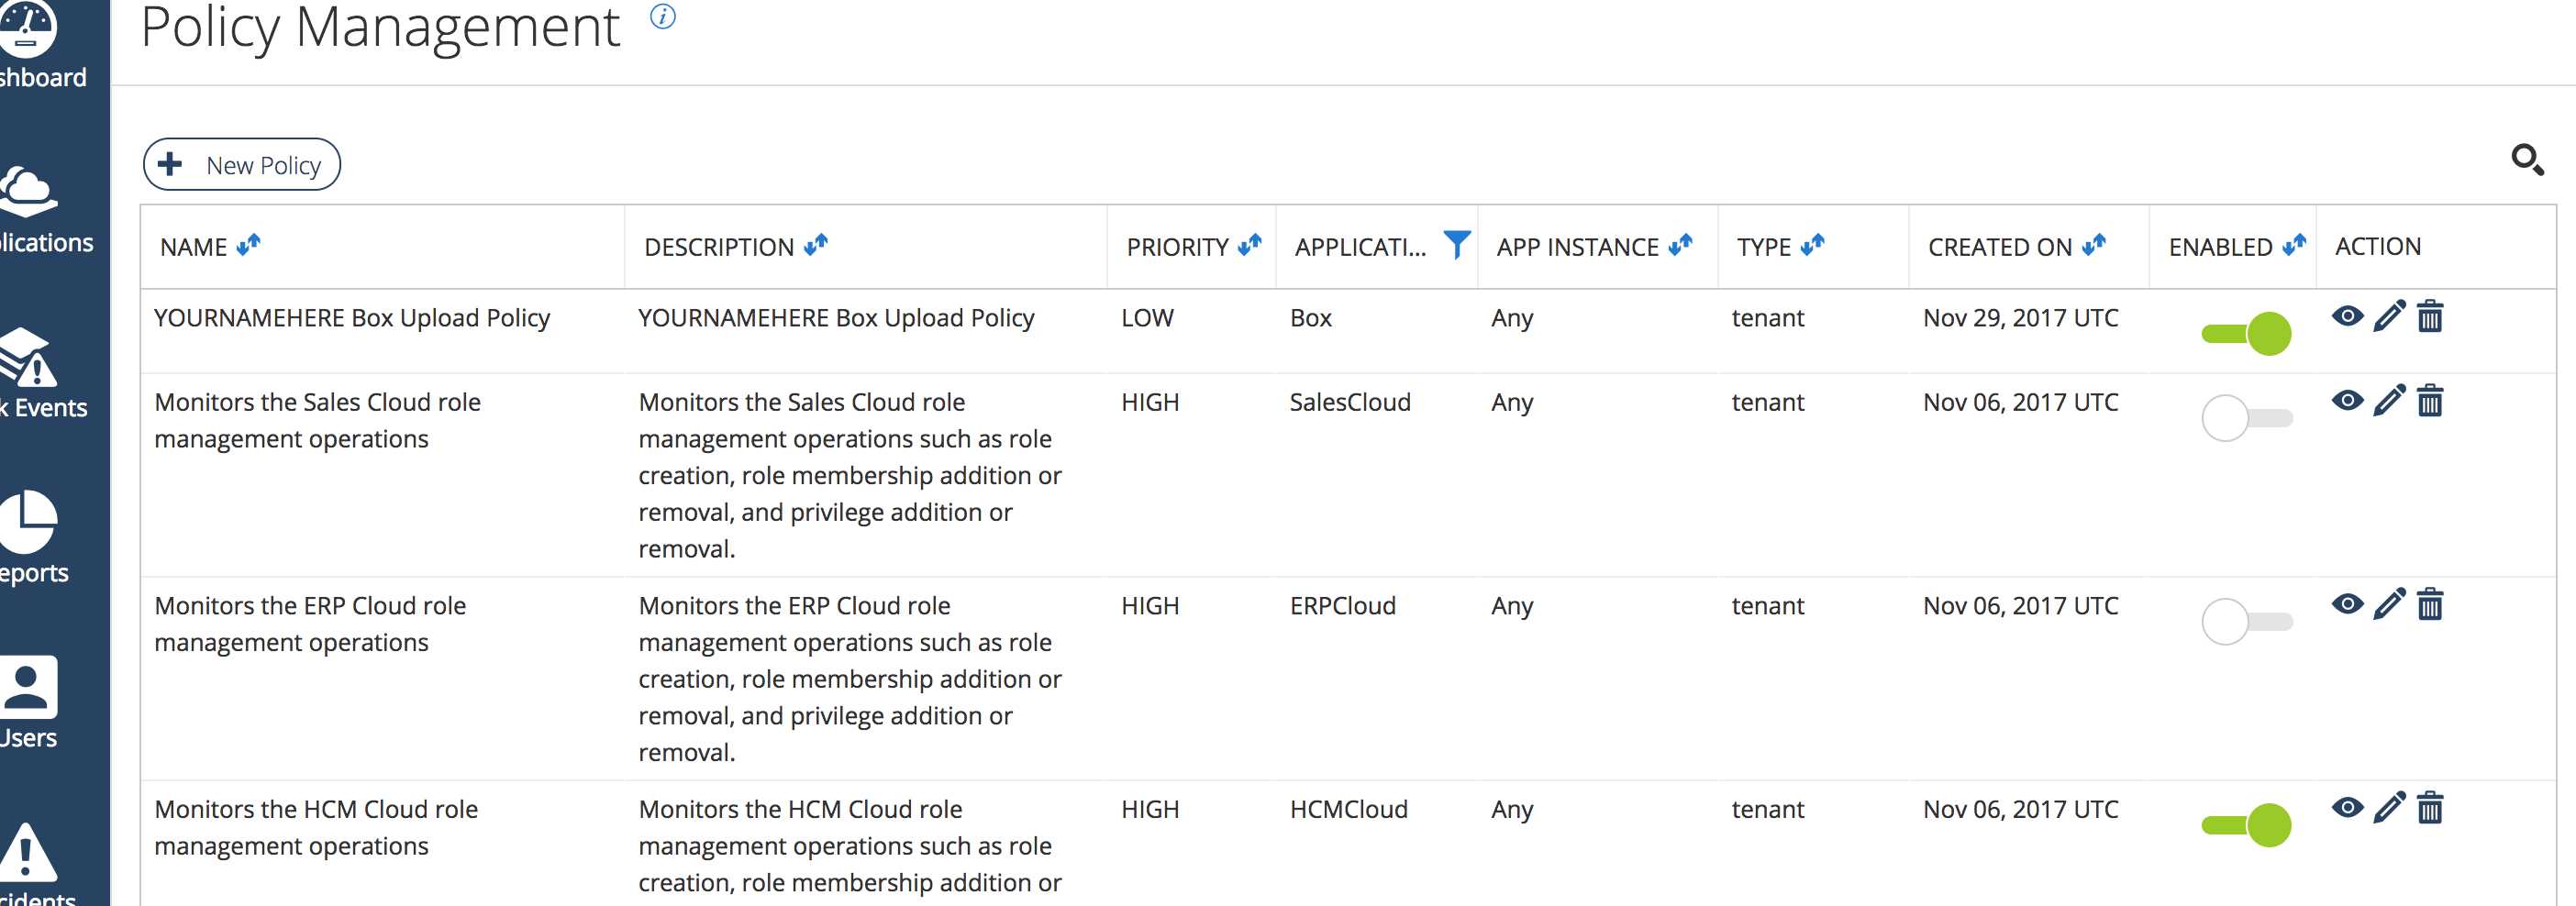 Policy Management
shboard
lications
k Events
eports
Users
cidents
New Policy
NAME DESCRIPTION PRIORITY APPLICATI... APP INSTANCE TYPE CREATED ON ENABLED ACTION
YOURNAMEHERE Box Upload Policy YOURNAMEHERE Box Upload Policy LOW Box Any tenant Nov 29, 2017 UTC
Monitors the Sales Cloud role Monitors the Sales Cloud role HIGH SalesCloud Any tenant Nov 06, 2017 UTC
management operations management operations such as role
creation, role membership addition or
removal, and privilege addition or
removal.
Monitors the ERP Cloud role Monitors the ERP Cloud role HIGH ERPCloud Any tenant Nov 06, 2017 UTC
management operations management operations such as role
creation, role membership addition or
removal, and privilege addition or
removal.
Monitors the HCM Cloud role Monitors the HCM Cloud role HIGH HCMCloud Any tenant Nov 06, 2017 UTC
management operations management operations such as role
creation, role membership addition or